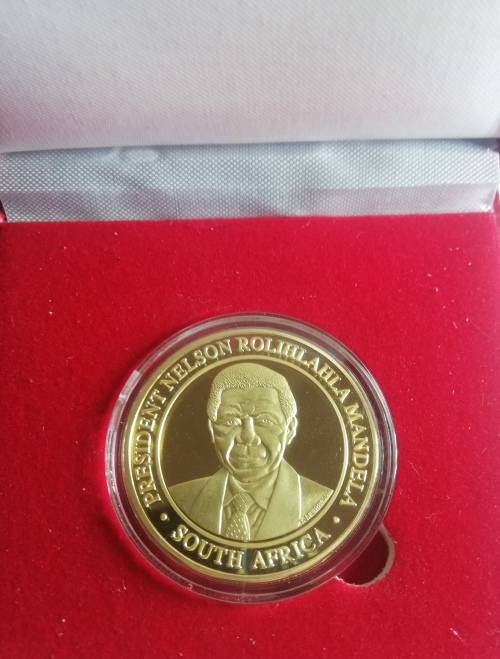 • PRESIDENT NELSON ROLIHLAHLA MANDELA •
SOUTH AFRICA